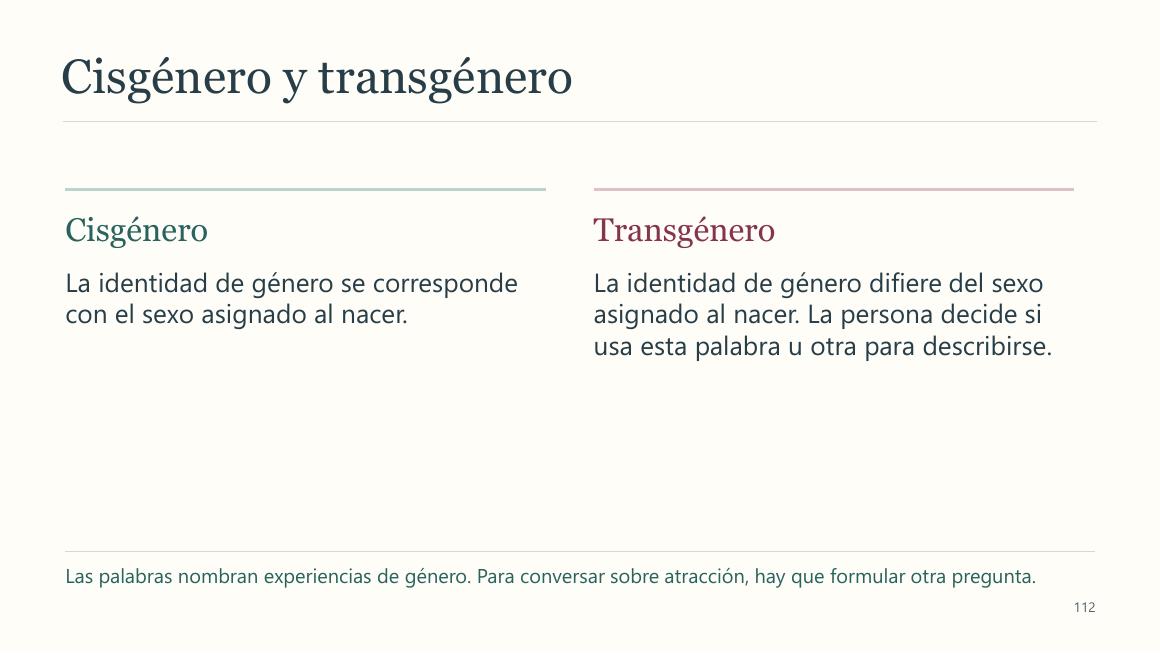 Cisgénero y transgénero
Cisgénero
La identidad de género se corresponde
con el sexo asignado al nacer.
Transgénero
La identidad de género difiere del sexo
asignado al nacer. La persona decide si
usa esta palabra u otra para describirse.
Las palabras nombran experiencias de género. Para conversar sobre atracción, hay que formular otra pregunta.
112